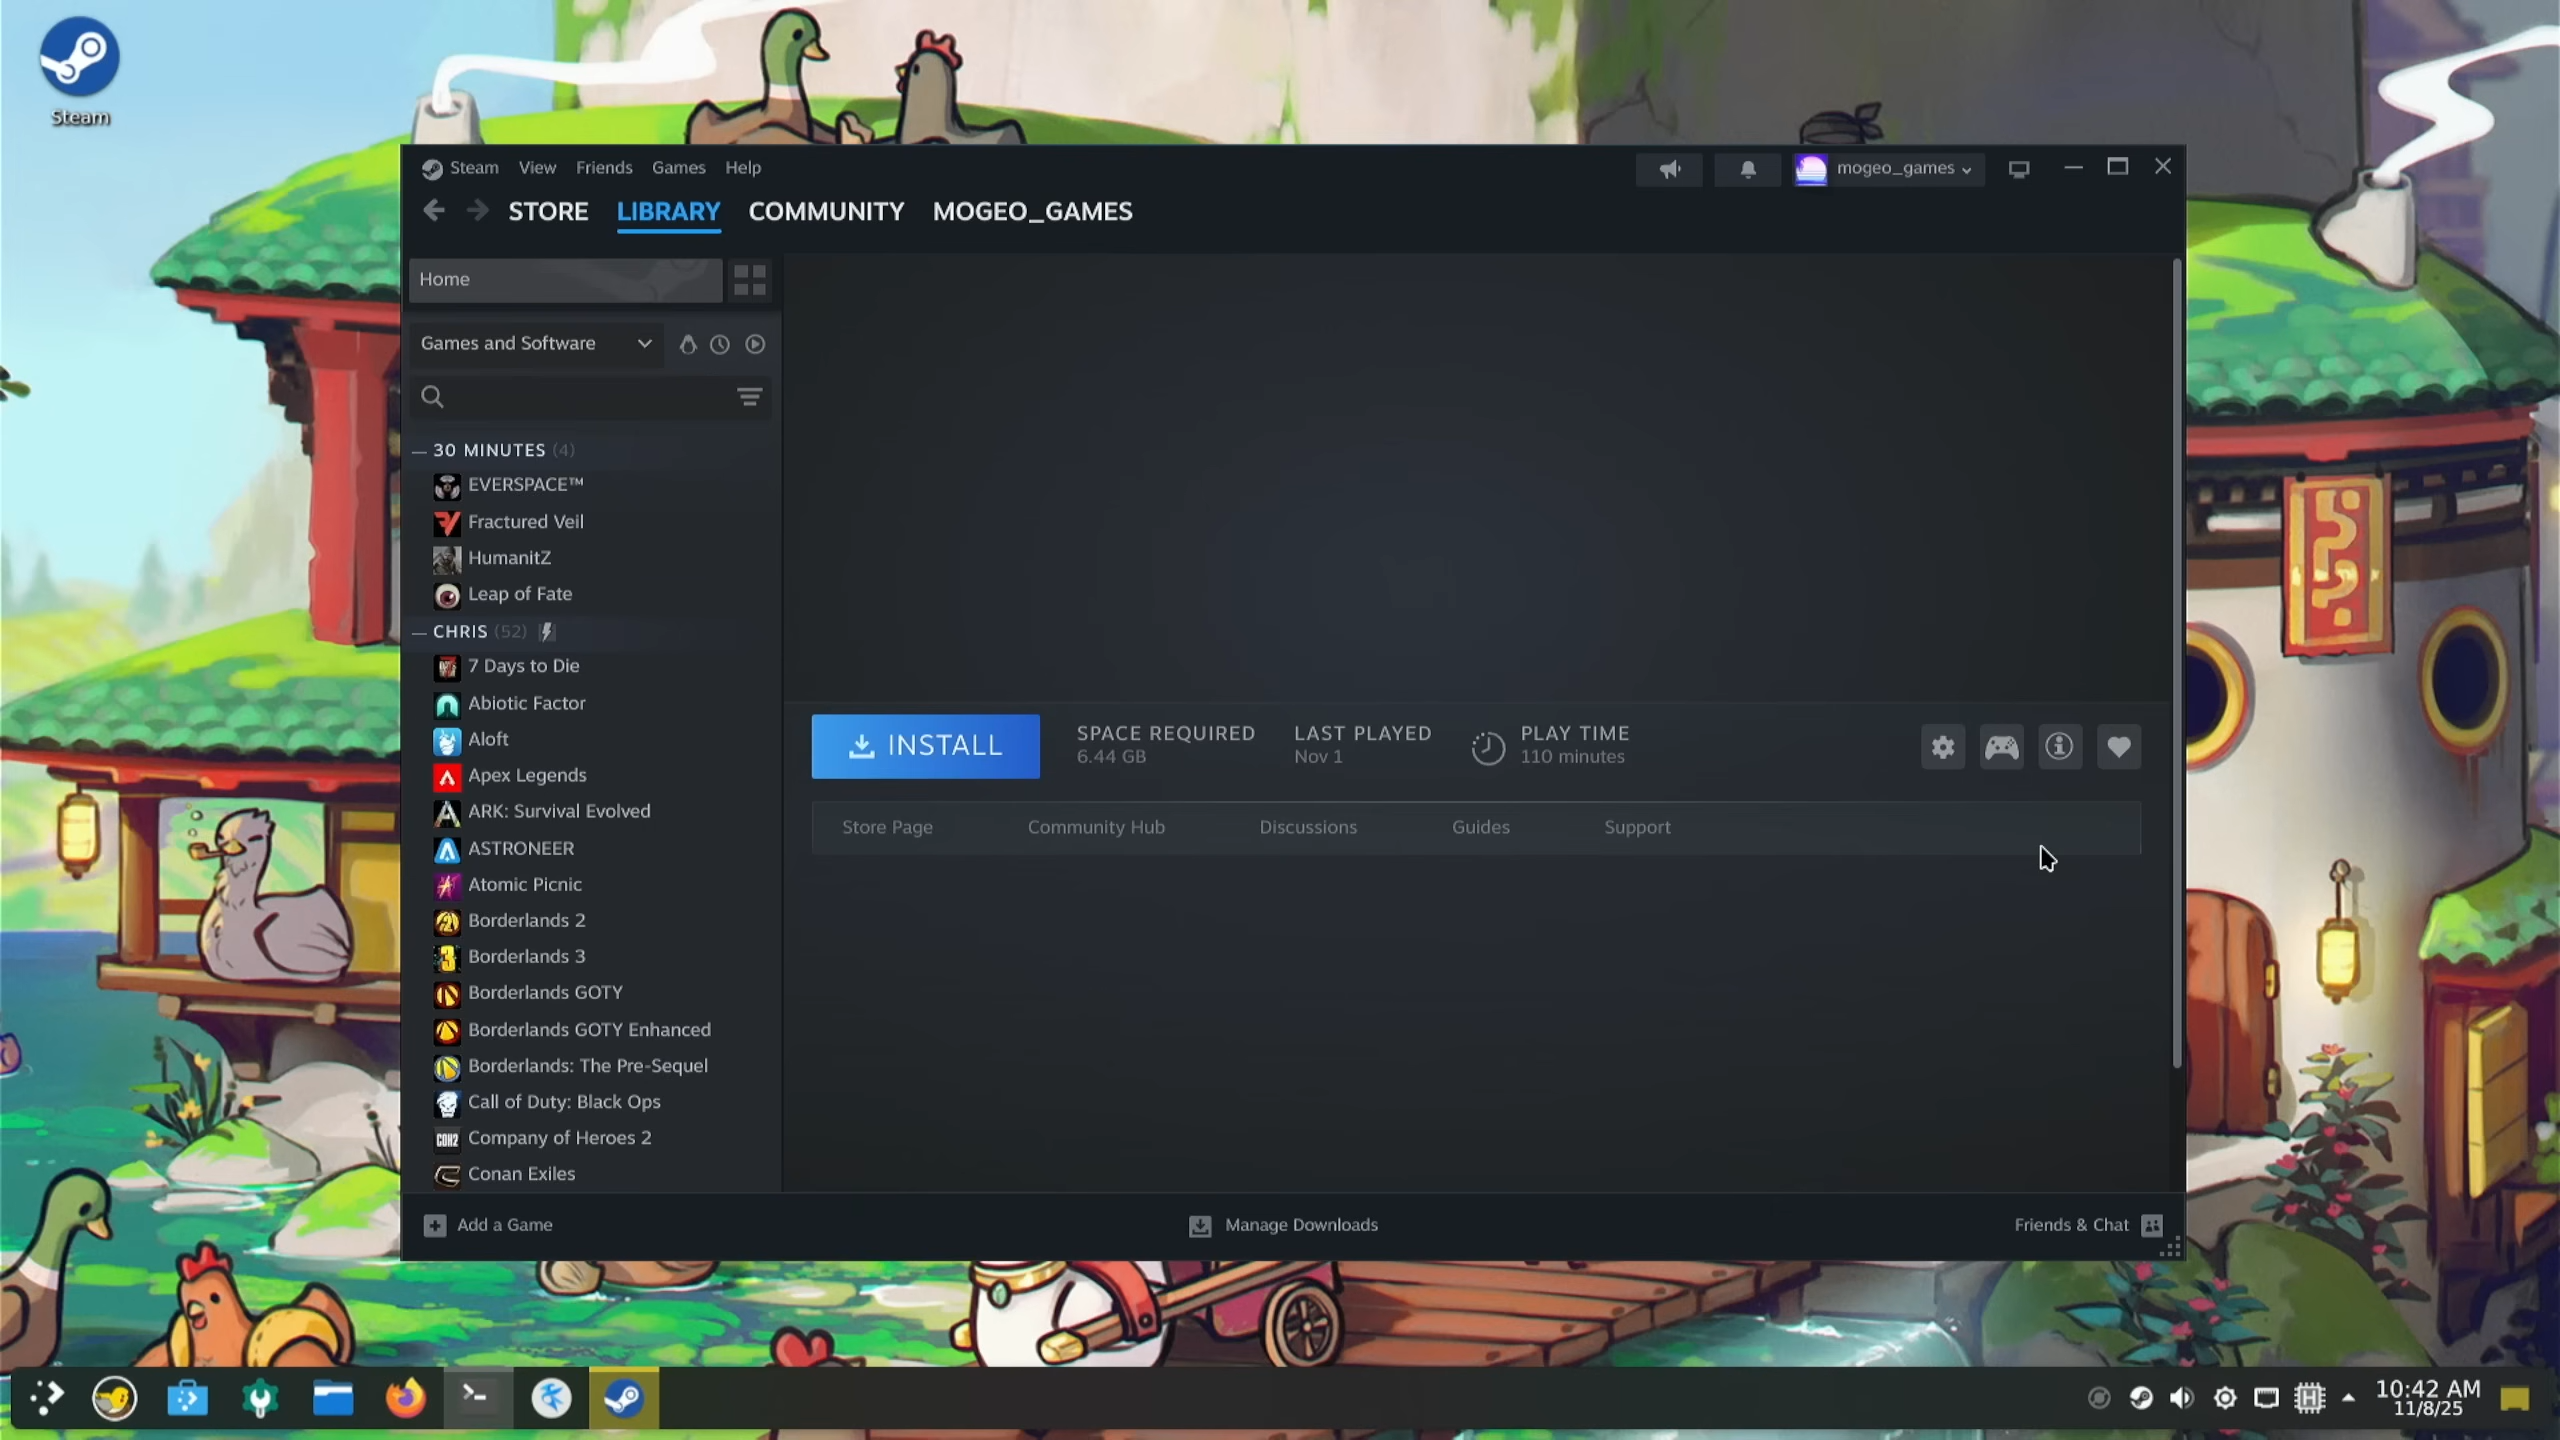 Steam
Steam View Friends Games Help
mogeo_games
STORE LIBRARY COMMUNITY MOGEO_GAMES
Home
Games and Software
— 30 MINUTES (4)
EVERSPACE™
Fractured Veil
HumanitZ
Leap of Fate
— CHRIS (52)
7 Days to Die
Abiotic Factor
Aloft
Apex Legends
ARK: Survival Evolved
ASTRONEER
Atomic Picnic
Borderlands 2
Borderlands 3
Borderlands GOTY
Borderlands GOTY Enhanced
Borderlands: The Pre-Sequel
Call of Duty: Black Ops
COH2
Company of Heroes 2
Conan Exiles
INSTALL
SPACE REQUIRED
6.44 GB
LAST PLAYED
Nov 1
PLAY TIME
110 minutes
Store Page Community Hub Discussions Guides Support
Add a Game
Manage Downloads
Friends & Chat
10:42 AM
11/8/25